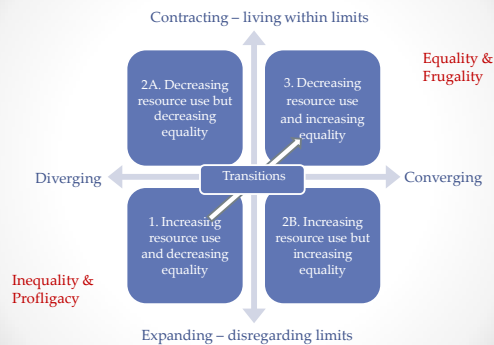 Contracting – living within limits
Equality &
Frugality
2A. Decreasing
resource use but
decreasing
equality
3. Decreasing
resource use
and increasing
equality
Diverging
Transitions
Converging
1. Increasing
resource use
and decreasing
equality
2B. Increasing
resource use but
increasing
equality
Inequality &
Profligacy
Expanding – disregarding limits